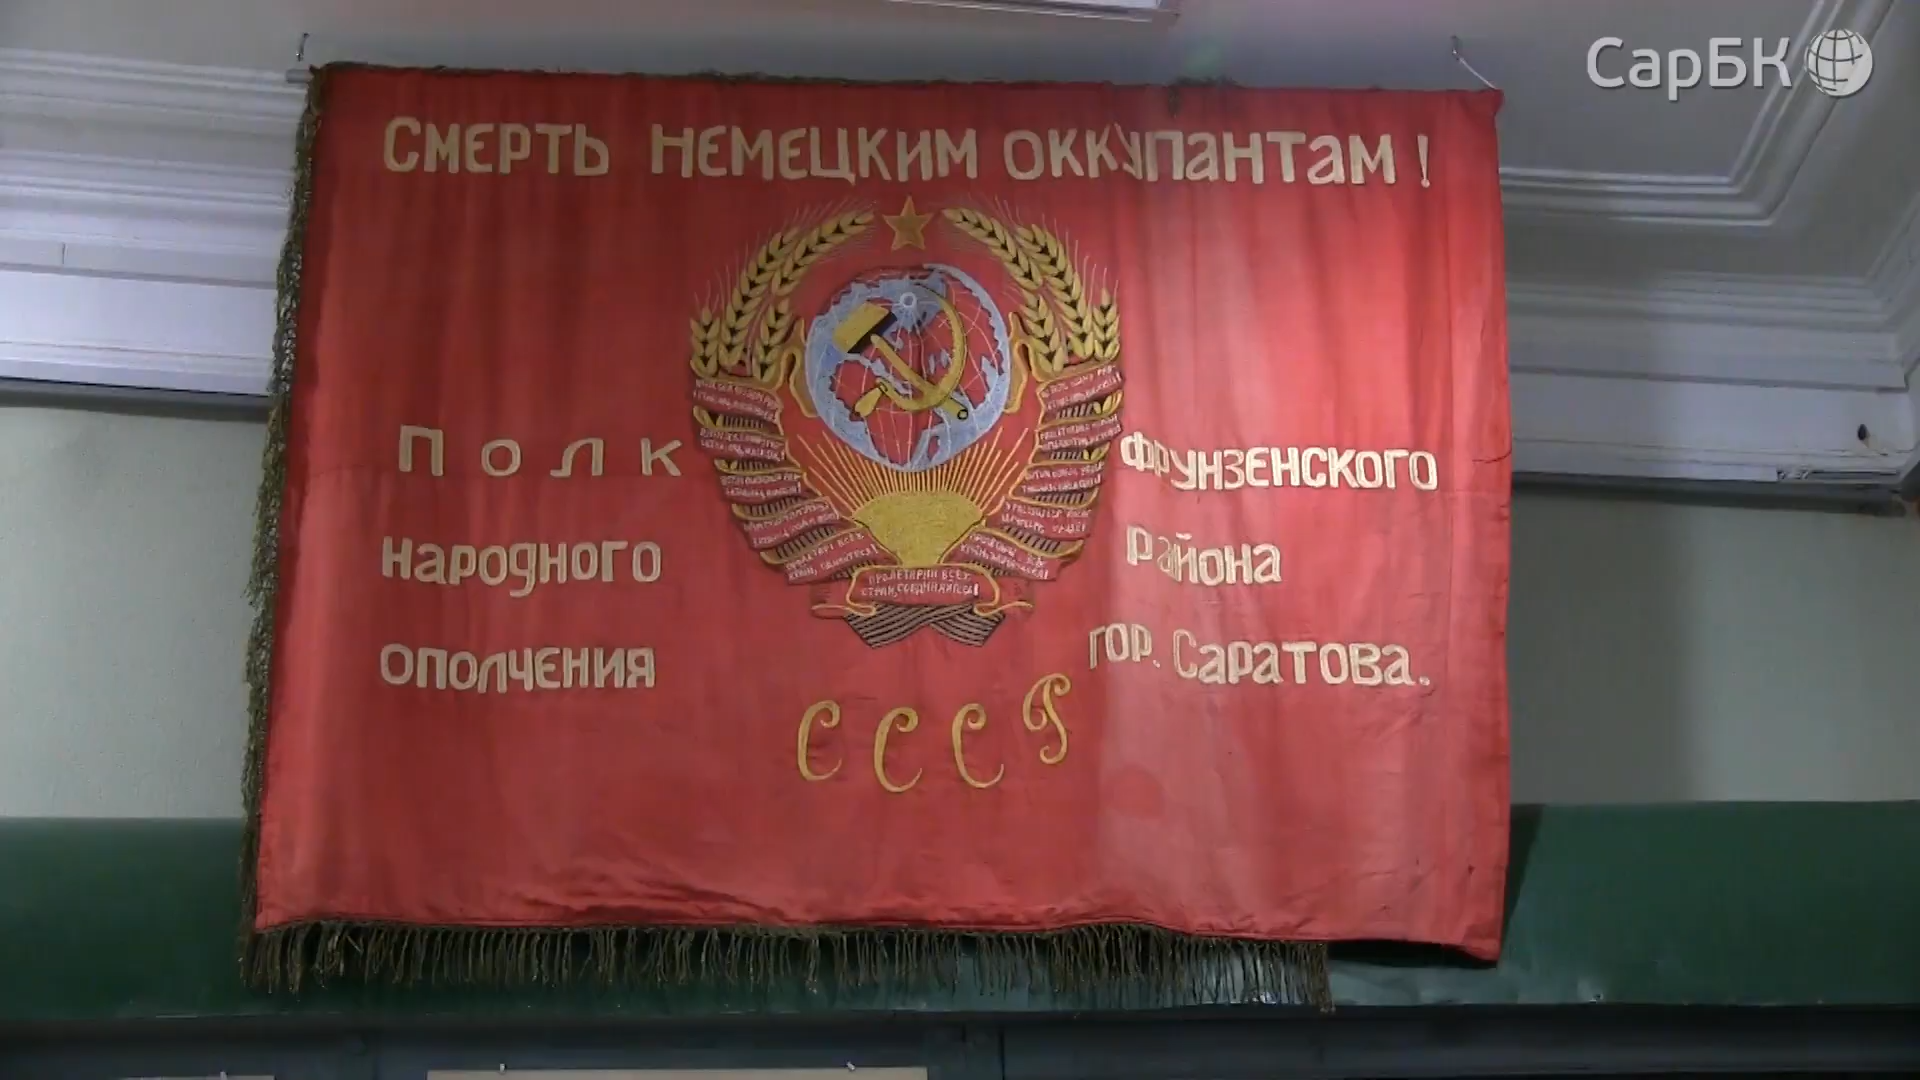 СарБК
СМЕРТЬ НЕМЕЦКИМ ОККУПАНТАМ!
ПОЛК
НАРОДНОГО
ОПОЛЧЕНИЯ
ПРОЛЕТАРИИ ВСЕХ
СТРАН, СОЕДИНЯЙТЕСЬ!
ФРУНЗЕНСКОГО
РАЙОНА
ГОР. САРАТОВА.
СССР